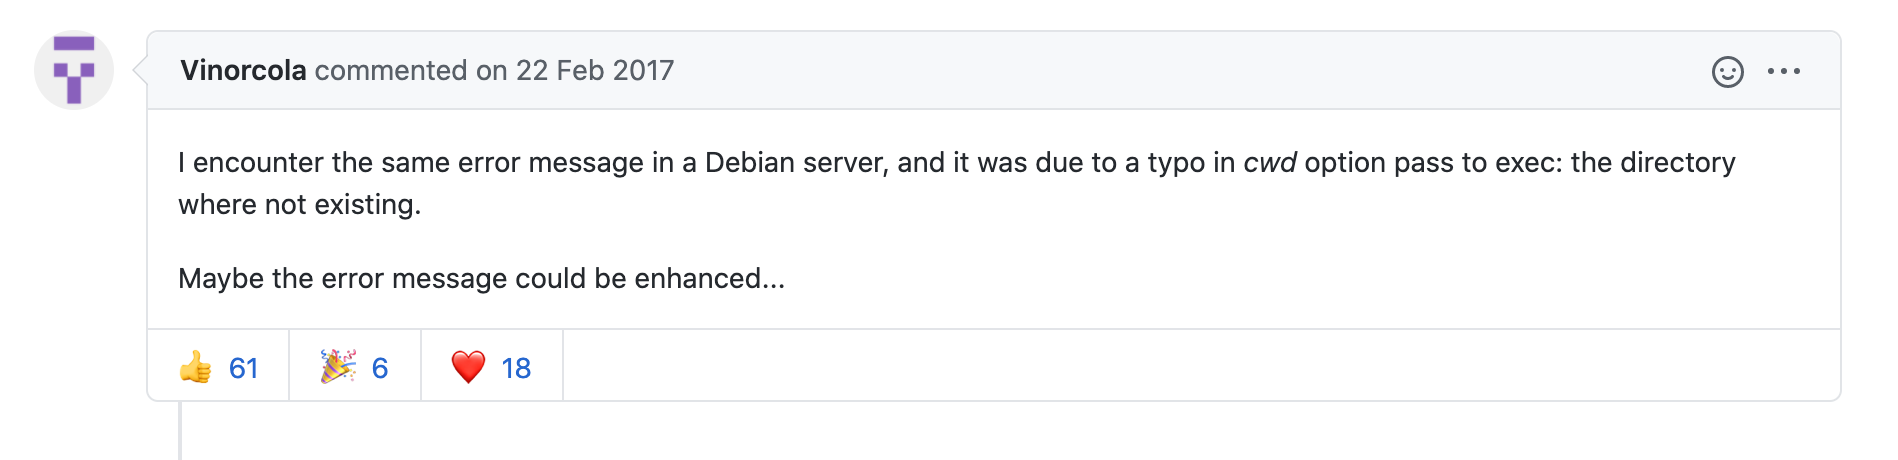 Vinorcola commented on 22 Feb 2017
I encounter the same error message in a Debian server, and it was due to a typo in cwd option pass to exec: the directory
where not existing.
Maybe the error message could be enhanced...
👍 61 🎉 6 ❤️ 18